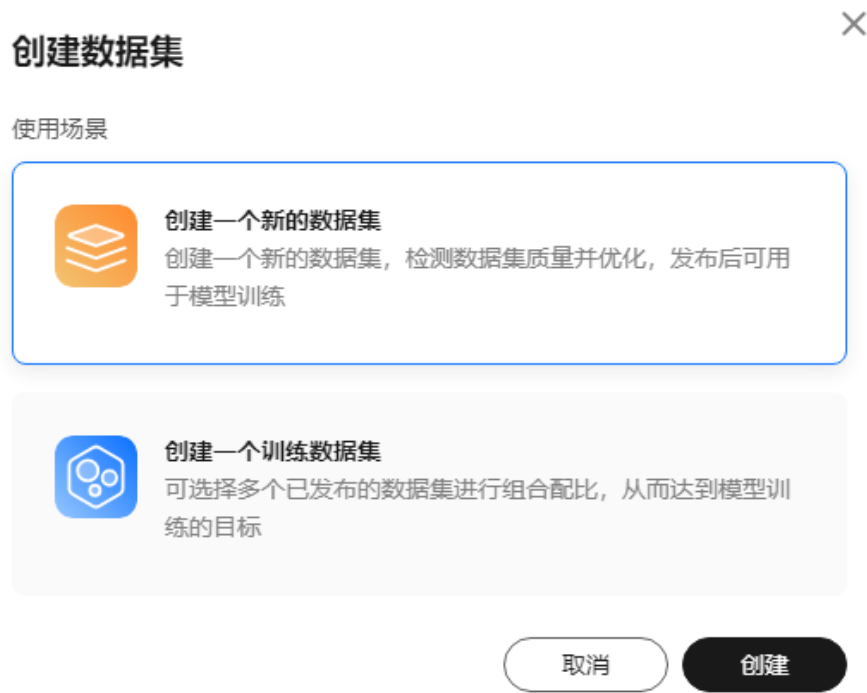 创建数据集
使用场景
创建一个新的数据集
创建一个新的数据集，检测数据集质量并优化，发布后可用
于模型训练
创建一个训练数据集
可选择多个已发布的数据集进行组合配比，从而达到模型训
练的目标
取消
创建